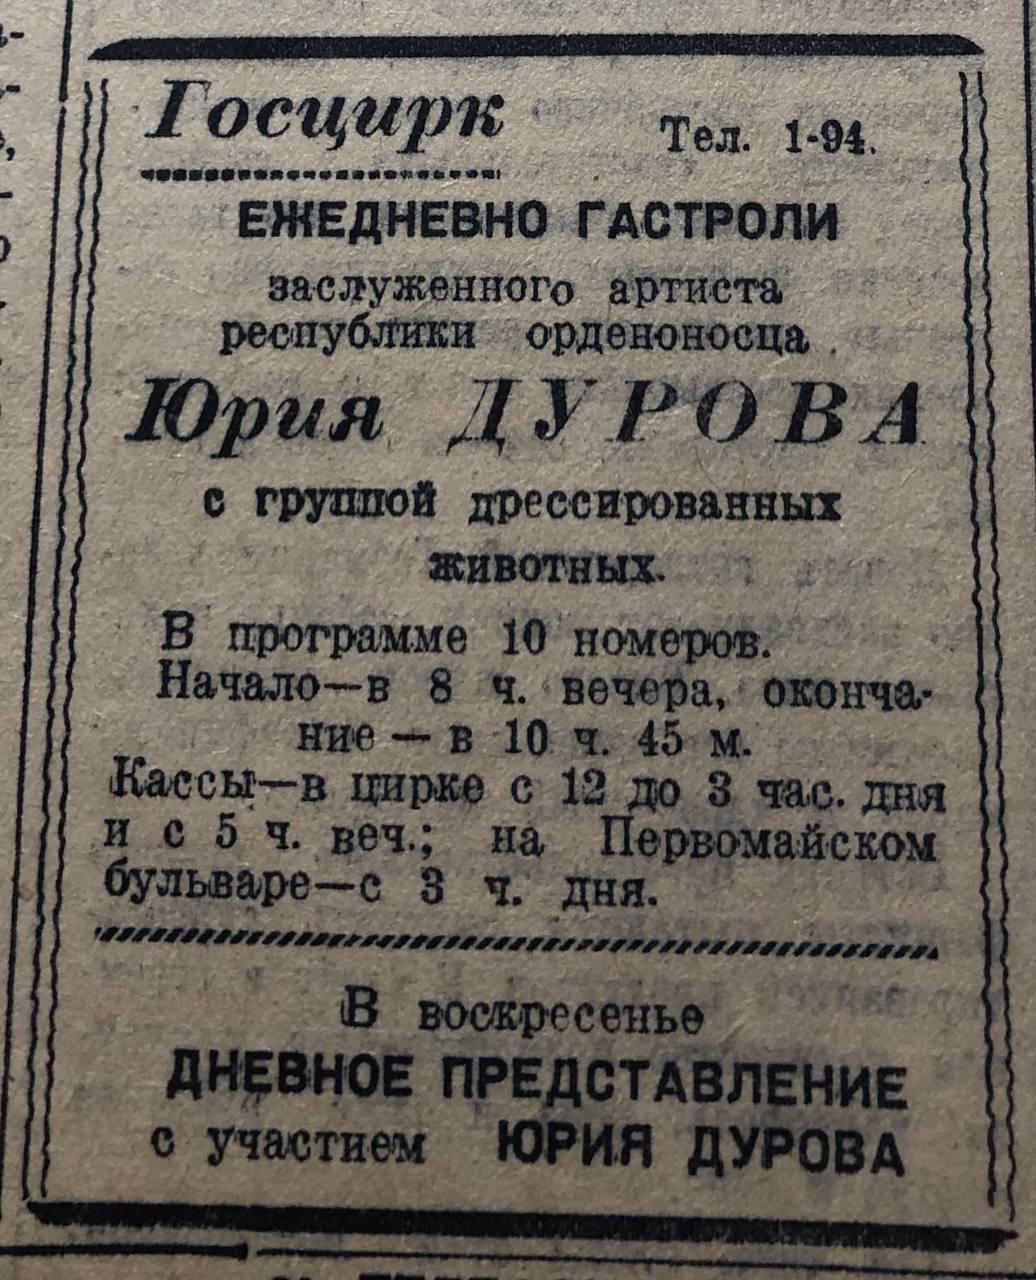 Госцирк
Тел. 1-94.
ЕЖЕДНЕВНО ГАСТРОЛИ
заслуженного артиста
республики орденоносца
Юрия ДУРОВА
с группой дрессированных
животных.
В программе 10 номеров.
Начало—в 8 ч. вечера, оконча-
ние — в 10 ч. 45 м.
Кассы—в цирке с 12 до 3 час. дня
и с 5 ч. веч.; на Первомайском
бульваре—с 3 ч. дня.
В воскресенье
ДНЕВНОЕ ПРЕДСТАВЛЕНИЕ
с участием ЮРИЯ ДУРОВА